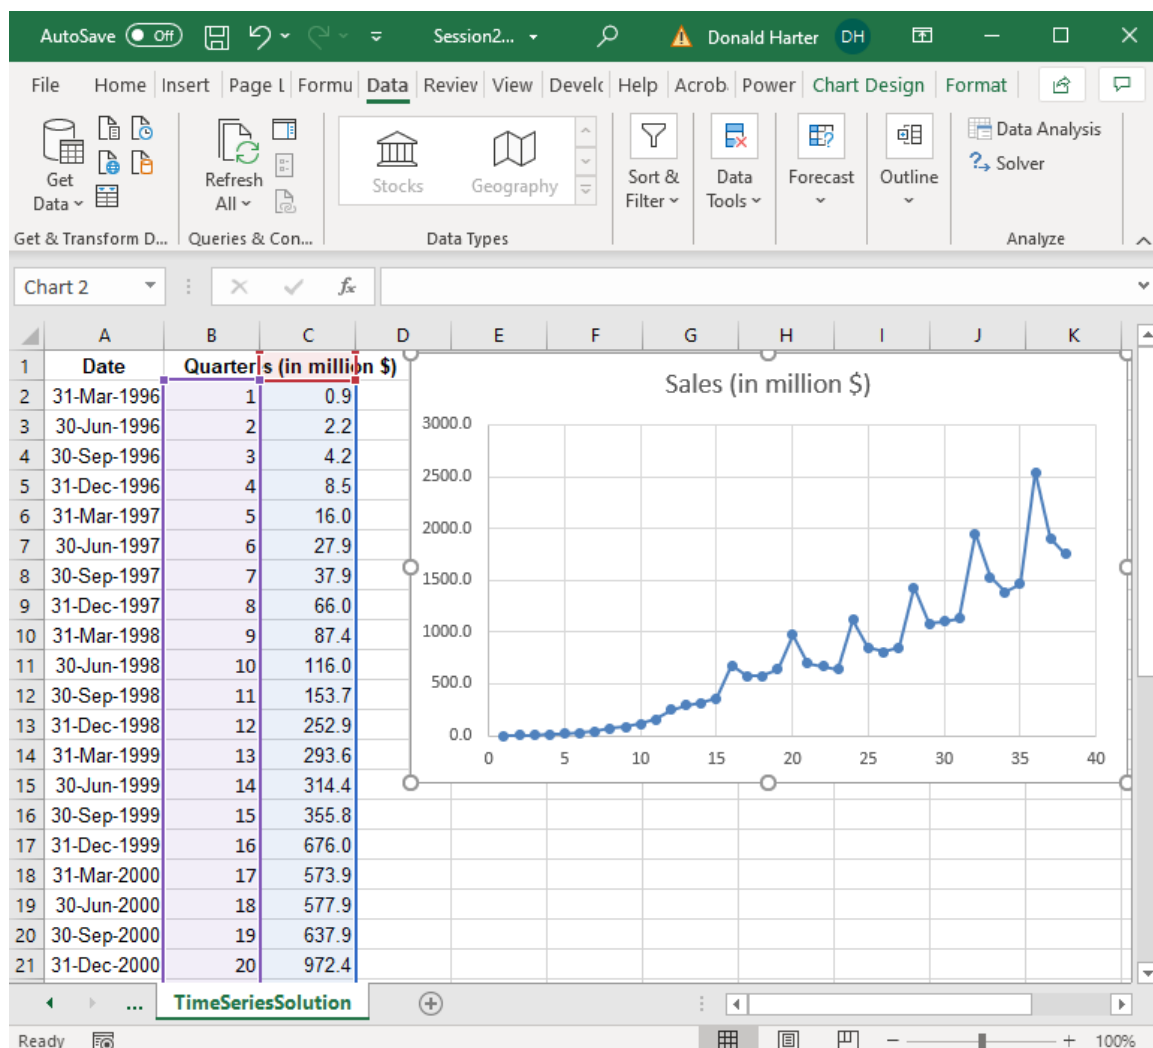 AutoSave Off Session2... Donald Harter DH
File Home Insert Page L Formu Data Review View Develc Help Acrob Power Chart Design Format
Get Data
Refresh All
Stocks
Geography
Sort & Filter
Data Tools
Forecast
Outline
Data Analysis
Solver
Get & Transform D... Queries & Con... Data Types Analyze
Chart 2 fx
A B C D E F G H I J K
1 Date Quarter s (in million $)
2 31-Mar-1996 1 0.9
3 30-Jun-1996 2 2.2
4 30-Sep-1996 3 4.2
5 31-Dec-1996 4 8.5
6 31-Mar-1997 5 16.0
7 30-Jun-1997 6 27.9
8 30-Sep-1997 7 37.9
9 31-Dec-1997 8 66.0
10 31-Mar-1998 9 87.4
11 30-Jun-1998 10 116.0
12 30-Sep-1998 11 153.7
13 31-Dec-1998 12 252.9
14 31-Mar-1999 13 293.6
15 30-Jun-1999 14 314.4
16 30-Sep-1999 15 355.8
17 31-Dec-1999 16 676.0
18 31-Mar-2000 17 573.9
19 30-Jun-2000 18 577.9
20 30-Sep-2000 19 637.9
21 31-Dec-2000 20 972.4
Sales (in million $)
3000.0
2500.0
2000.0
1500.0
1000.0
500.0
0.0
0 5 10 15 20 25 30 35 40
... TimeSeriesSolution
Ready 100%